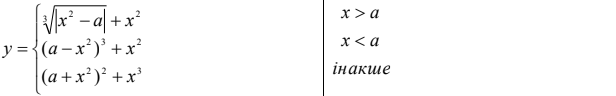 ∛|x² − a| + x²  x > a
y = { (a − x²)³ + x²  x < a
(a + x²)² + x³  інакше